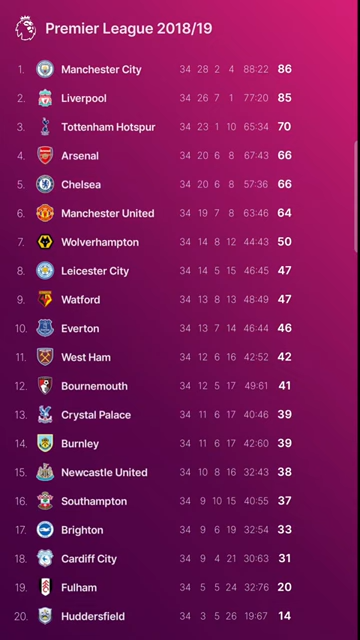 Premier League 2018/19
1. Manchester City 34 28 2 4 88:22 86
2. Liverpool 34 26 7 1 77:20 85
3. Tottenham Hotspur 34 23 1 10 65:34 70
4. Arsenal 34 20 6 8 67:43 66
5. Chelsea 34 20 6 8 57:36 66
6. Manchester United 34 19 7 8 63:46 64
7. Wolverhampton 34 14 8 12 44:43 50
8. Leicester City 34 14 5 15 46:45 47
9. Watford 34 13 8 13 48:49 47
10. Everton 34 13 7 14 46:44 46
11. West Ham 34 12 6 16 42:52 42
12. Bournemouth 34 12 5 17 49:61 41
13. Crystal Palace 34 11 6 17 40:46 39
14. Burnley 34 11 6 17 42:60 39
15. Newcastle United 34 10 8 16 32:43 38
16. Southampton 34 9 10 15 40:55 37
17. Brighton 34 9 6 19 32:54 33
18. Cardiff City 34 9 4 21 30:63 31
19. Fulham 34 5 5 24 32:76 20
20. Huddersfield 34 3 5 26 19:67 14